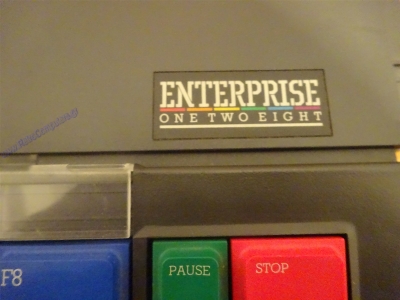 ENTERPRISE
ONE TWO EIGHT
F8
PAUSE
STOP